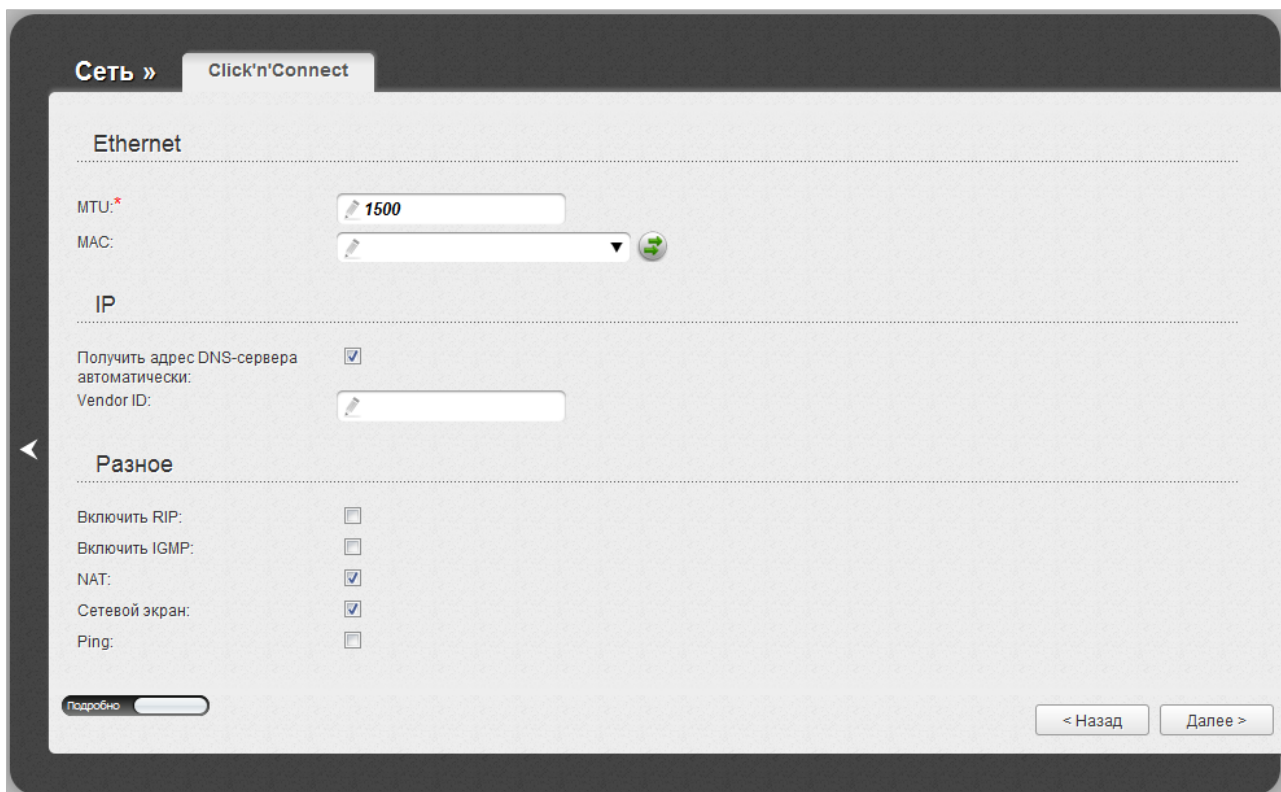 Сеть »
Click'n'Connect
Ethernet
MTU:*
1500
MAC:
IP
Получить адрес DNS-сервера
автоматически:
Vendor ID:
Разное
Включить RIP:
Включить IGMP:
NAT:
Сетевой экран:
Ping:
Подробно
< Назад
Далее >